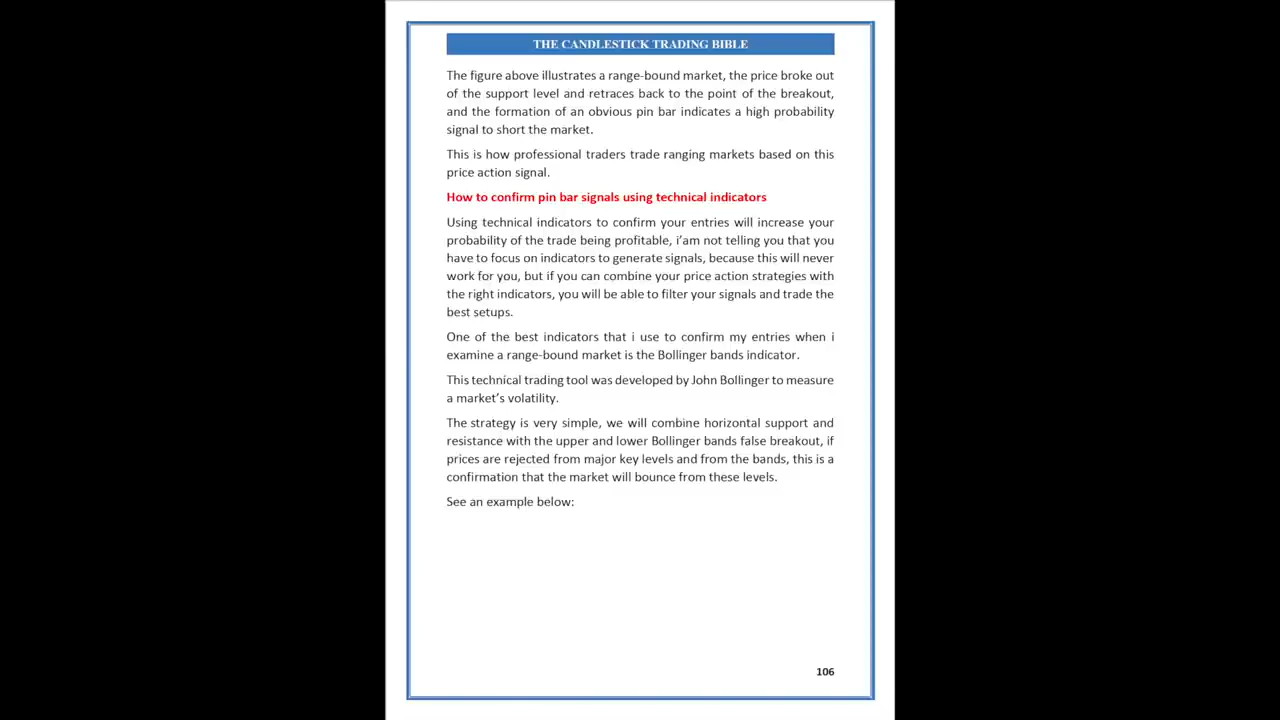 THE CANDLESTICK TRADING BIBLE
The figure above illustrates a range-bound market, the price broke out
of the support level and retraces back to the point of the breakout,
and the formation of an obvious pin bar indicates a high probability
signal to short the market.
This is how professional traders trade ranging markets based on this
price action signal.
How to confirm pin bar signals using technical indicators
Using technical indicators to confirm your entries will increase your
probability of the trade being profitable, i'am not telling you that you
have to focus on indicators to generate signals, because this will never
work for you, but if you can combine your price action strategies with
the right indicators, you will be able to filter your signals and trade the
best setups.
One of the best indicators that i use to confirm my entries when i
examine a range-bound market is the Bollinger bands indicator.
This technical trading tool was developed by John Bollinger to measure
a market's volatility.
The strategy is very simple, we will combine horizontal support and
resistance with the upper and lower Bollinger bands false breakout, if
prices are rejected from major key levels and from the bands, this is a
confirmation that the market will bounce from these levels.
See an example below:
106